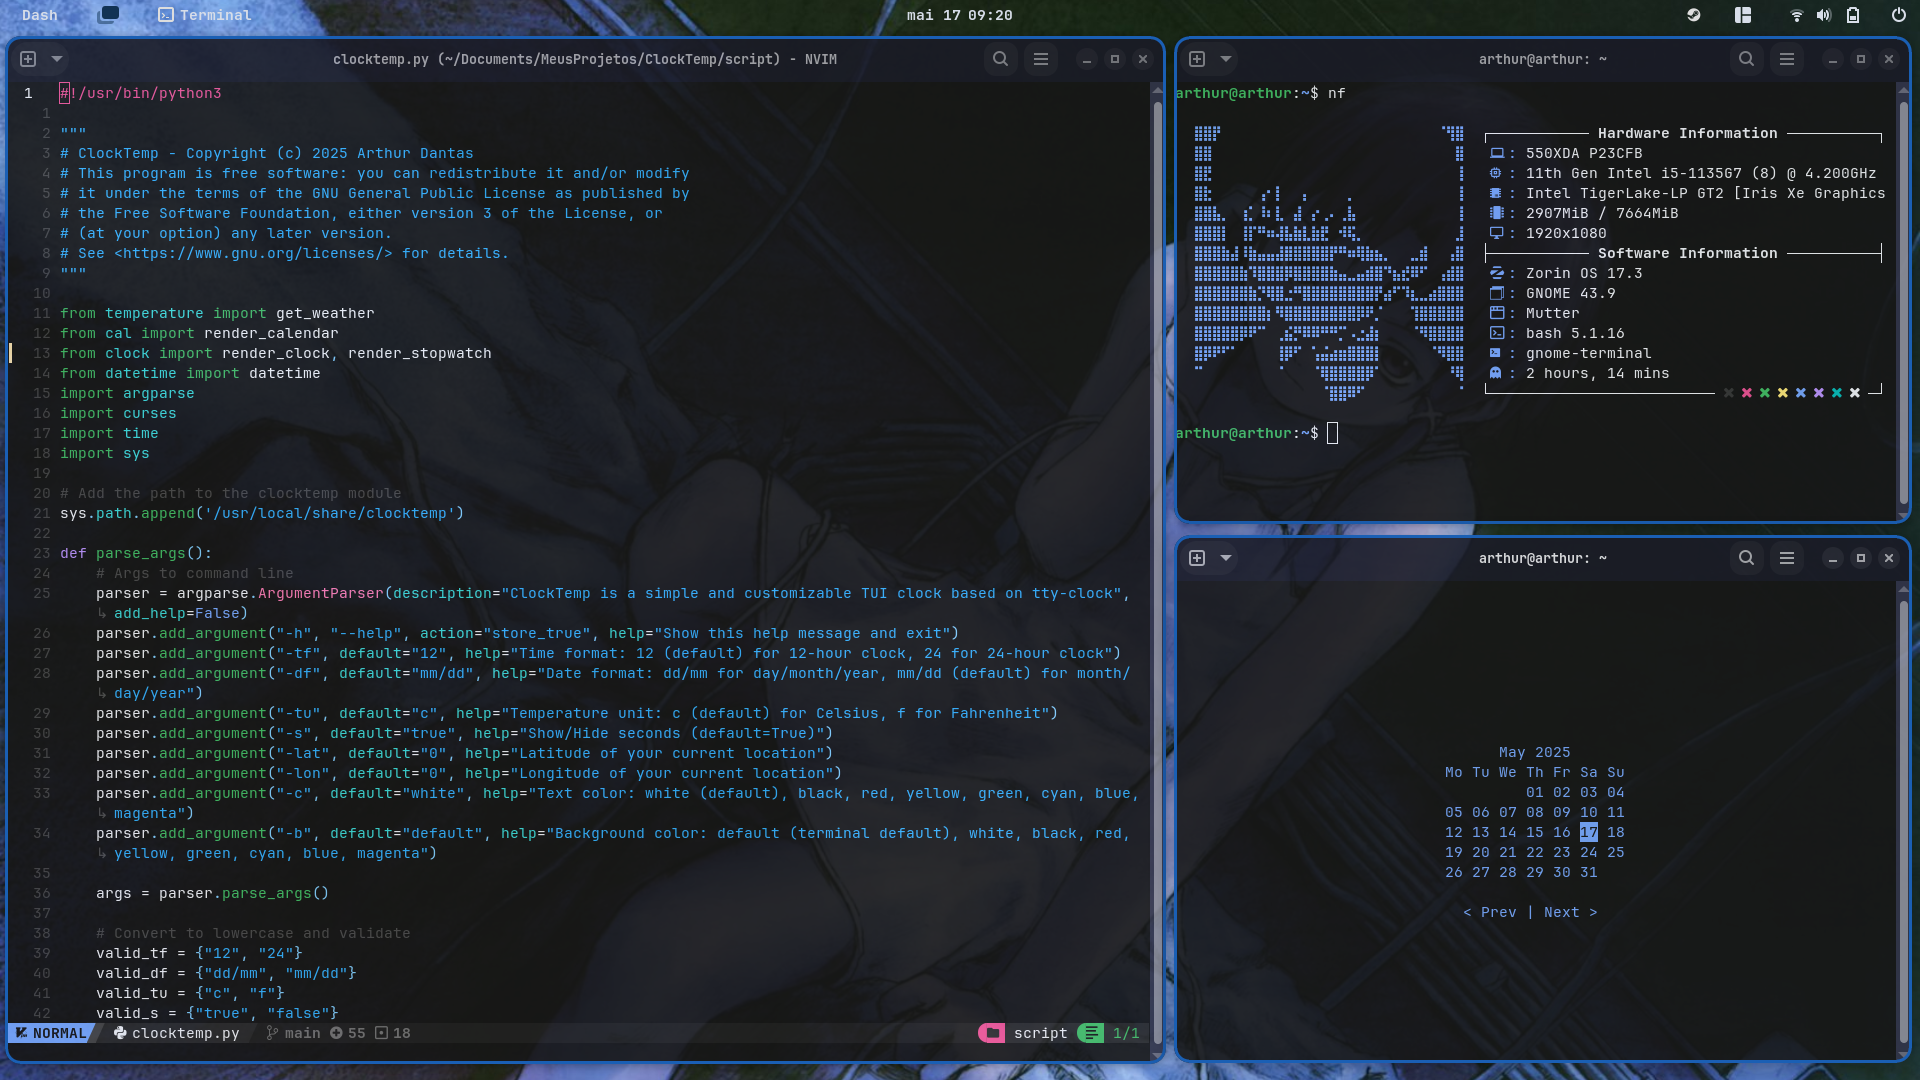 Dash
Terminal
mai 17 09:20
clocktemp.py (~/Documents/MeusProjetos/ClockTemp/script) - NVIM
1 #!/usr/bin/python3
1
2 """
3 # ClockTemp - Copyright (c) 2025 Arthur Dantas
4 # This program is free software: you can redistribute it and/or modify
5 # it under the terms of the GNU General Public License as published by
6 # the Free Software Foundation, either version 3 of the License, or
7 # (at your option) any later version.
8 # See <https://www.gnu.org/licenses/> for details.
9 """
10
11 from temperature import get_weather
12 from cal import render_calendar
13 from clock import render_clock, render_stopwatch
14 from datetime import datetime
15 import argparse
16 import curses
17 import time
18 import sys
19
20 # Add the path to the clocktemp module
21 sys.path.append('/usr/local/share/clocktemp')
22
23 def parse_args():
24     # Args to command line
25     parser = argparse.ArgumentParser(description="ClockTemp is a simple and customizable TUI clock based on tty-clock",
↳ add_help=False)
26     parser.add_argument("-h", "--help", action="store_true", help="Show this help message and exit")
27     parser.add_argument("-tf", default="12", help="Time format: 12 (default) for 12-hour clock, 24 for 24-hour clock")
28     parser.add_argument("-df", default="mm/dd", help="Date format: dd/mm for day/month/year, mm/dd (default) for month/
↳ day/year")
29     parser.add_argument("-tu", default="c", help="Temperature unit: c (default) for Celsius, f for Fahrenheit")
30     parser.add_argument("-s", default="true", help="Show/Hide seconds (default=True)")
31     parser.add_argument("-lat", default="0", help="Latitude of your current location")
32     parser.add_argument("-lon", default="0", help="Longitude of your current location")
33     parser.add_argument("-c", default="white", help="Text color: white (default), black, red, yellow, green, cyan, blue,
↳ magenta")
34     parser.add_argument("-b", default="default", help="Background color: default (terminal default), white, black, red,
↳ yellow, green, cyan, blue, magenta")
35
36     args = parser.parse_args()
37
38     # Convert to lowercase and validate
39     valid_tf = {"12", "24"}
40     valid_df = {"dd/mm", "mm/dd"}
41     valid_tu = {"c", "f"}
42     valid_s = {"true", "false"}
NORMAL clocktemp.py main 55 18 script 1/1
arthur@arthur: ~
arthur@arthur:~$ nf
Hardware Information
: 550XDA P23CFB
: 11th Gen Intel i5-1135G7 (8) @ 4.200GHz
: Intel TigerLake-LP GT2 [Iris Xe Graphics
: 2907MiB / 7664MiB
: 1920x1080
Software Information
: Zorin OS 17.3
: GNOME 43.9
: Mutter
: bash 5.1.16
: gnome-terminal
: 2 hours, 14 mins
arthur@arthur:~$
arthur@arthur: ~
May 2025
Mo Tu We Th Fr Sa Su
01 02 03 04
05 06 07 08 09 10 11
12 13 14 15 16 17 18
19 20 21 22 23 24 25
26 27 28 29 30 31
< Prev | Next >